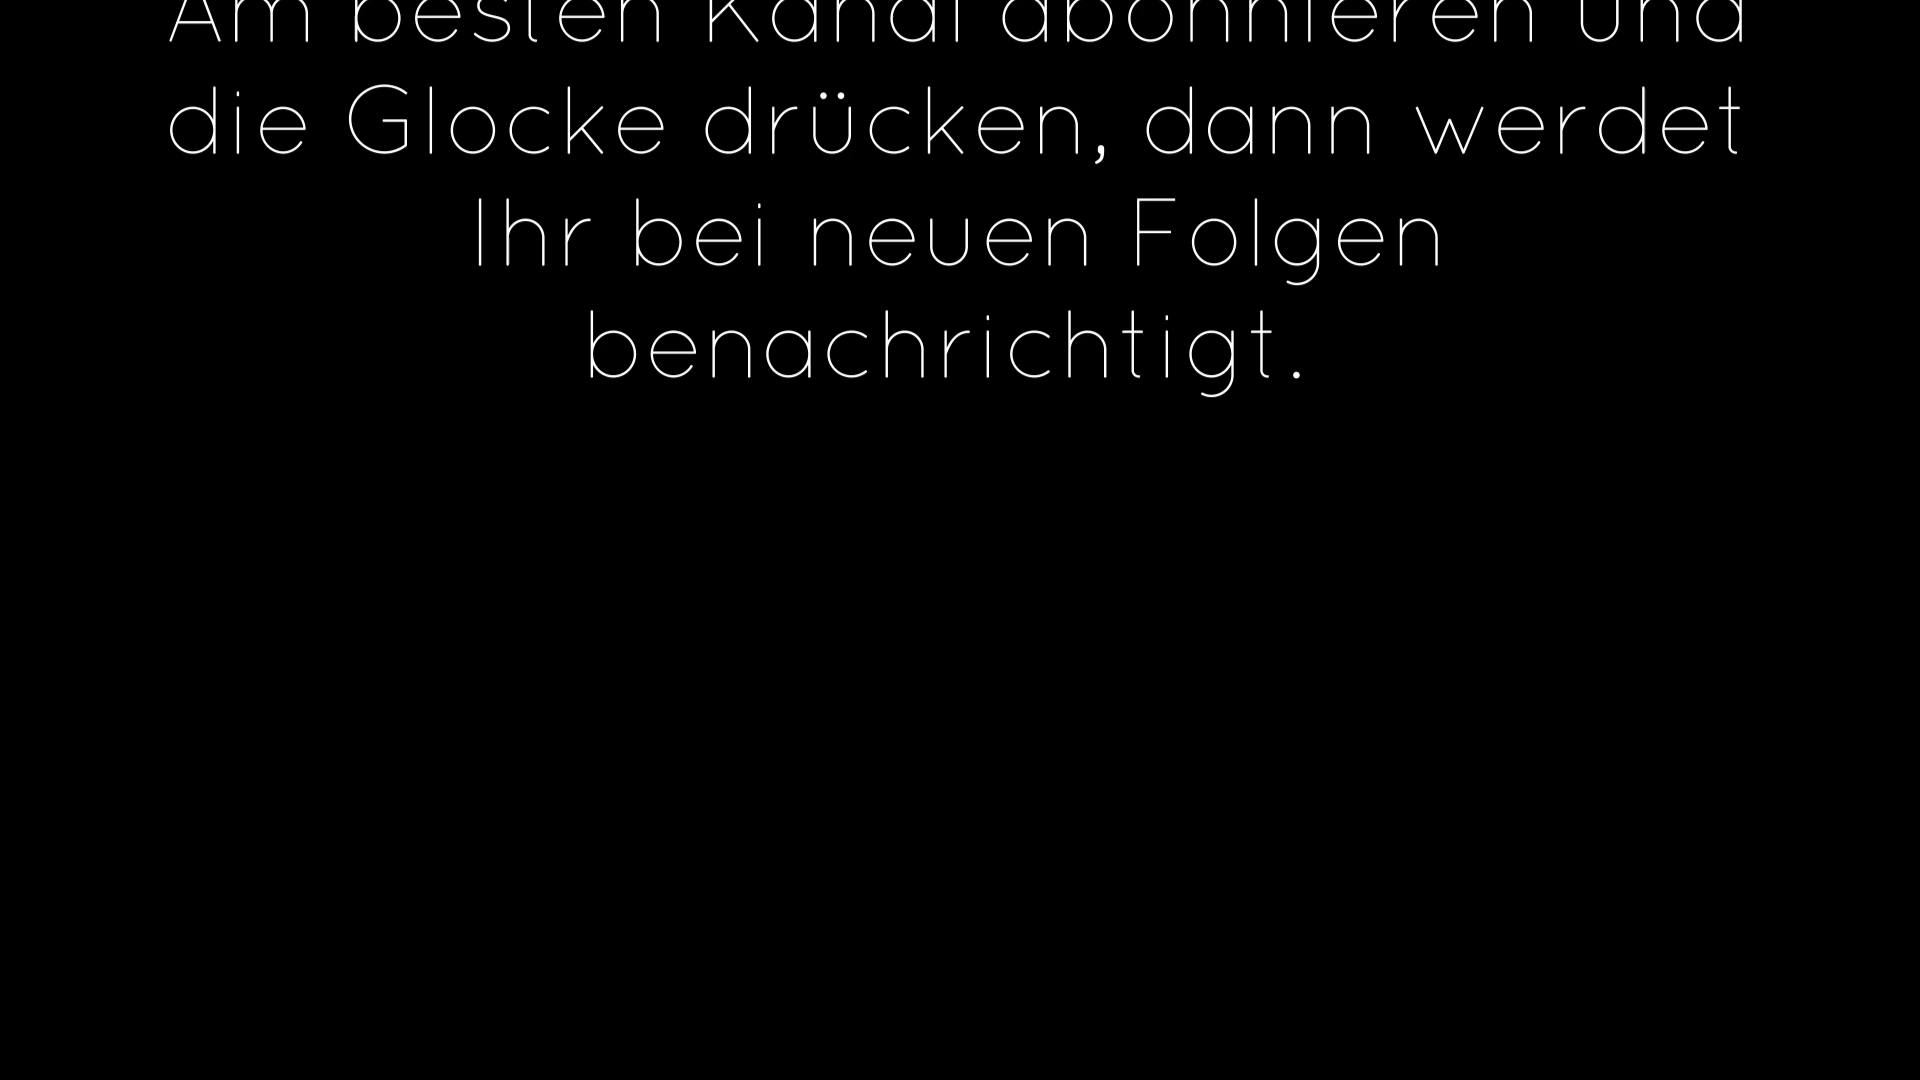 Am besten Kanal abonnieren und
die Glocke drücken, dann werdet
Ihr bei neuen Folgen
benachrichtigt.